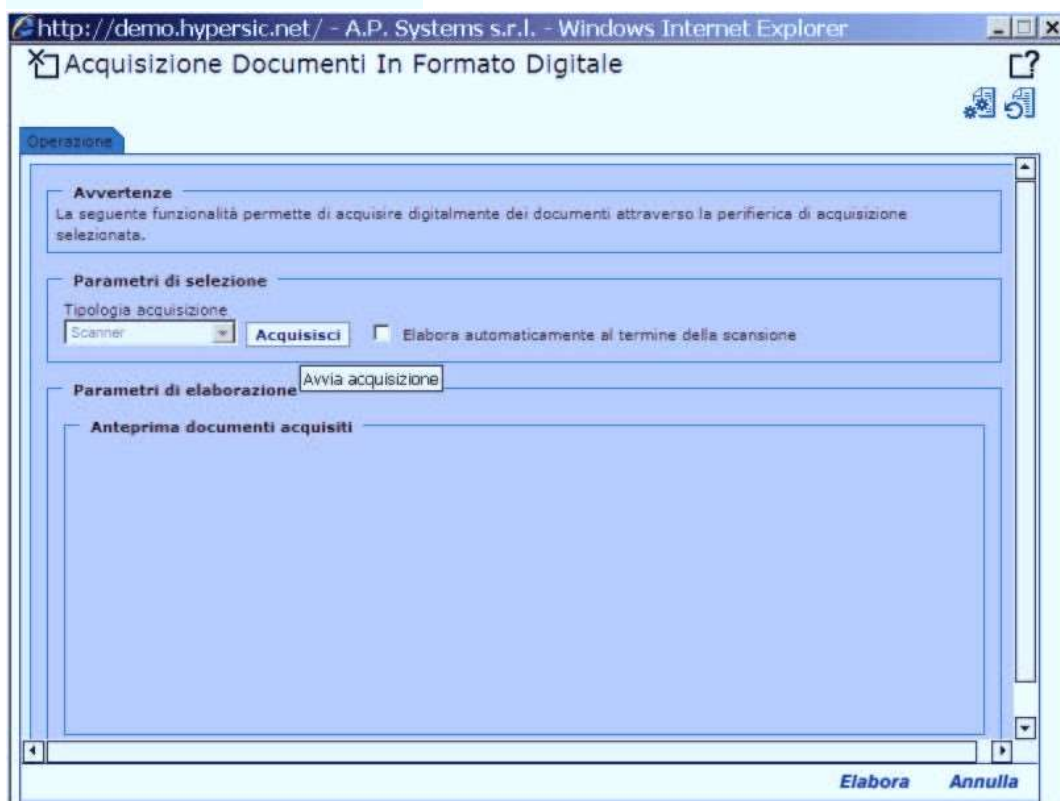 http://demo.hypersic.net/ - A.P. Systems s.r.l. - Windows Internet Explorer
Acquisizione Documenti In Formato Digitale
Operazione
Avvertenze
La seguente funzionalità permette di acquisire digitalmente dei documenti attraverso la perifierica di acquisizione
selezionata.
Parametri di selezione
Tipologia acquisizione
Scanner Acquisisci Elabora automaticamente al termine della scansione
Avvia acquisizione
Parametri di elaborazione
Anteprima documenti acquisiti
Elabora Annulla